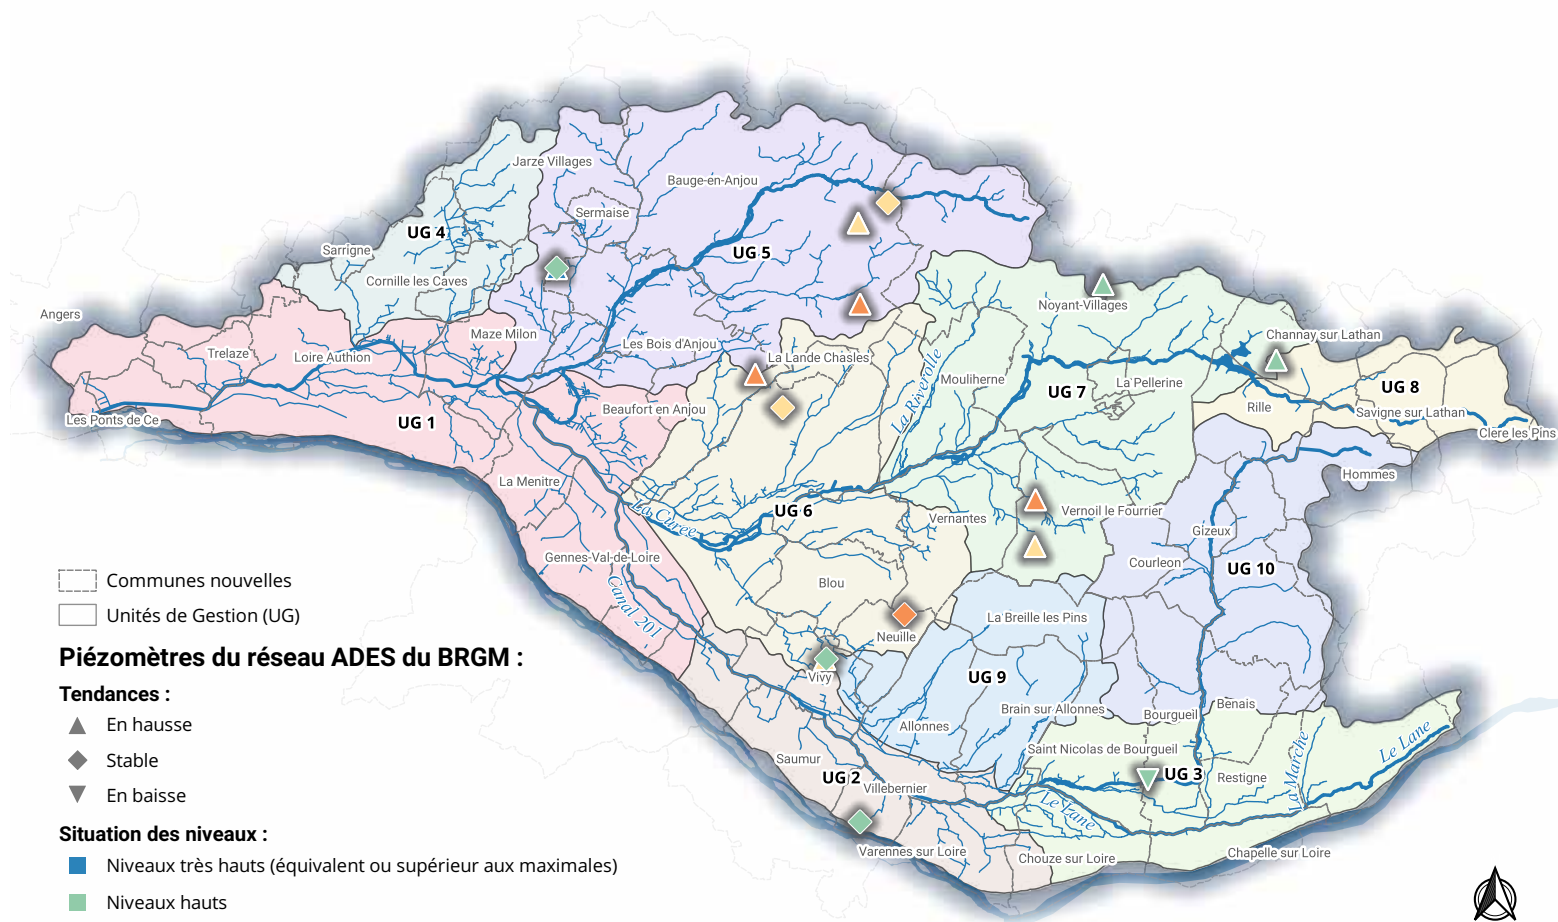 Jarze Villages
Bauge-en-Anjou
Sermaise
UG 4
Sarrigne
UG 5
Cornille les Caves
Noyant-Villages
Angers
Maze Milon
Channay sur Lathan
Trelaze
Loire Authion
Les Bois d'Anjou
La Lande Chasles
La Riverolle
Mouliherne
La Pellerine
UG 7
UG 8
Rille
Savigne sur Lathan
Les Ponts de Ce
UG 1
Beaufort en Anjou
Clere les Pins
Hommes
La Menitre
La Curee
UG 6
Vernantes
Vernoil le Fourrier
Gizeux
Gennes-Val-de-Loire
Courleon
UG 10
Communes nouvelles
Blou
Canal 201
Unités de Gestion (UG)
La Breille les Pins
Neuille
Piézomètres du réseau ADES du BRGM :
Vivy
UG 9
Tendances :
Brain sur Allonnes
Benais
Bourgueil
En hausse
Allonnes
Saint Nicolas de Bourgueil
La Marche
Le Lane
Stable
Saumur
UG 2
UG 3
Restigne
Villebernier
En baisse
Le Lane
Situation des niveaux :
Varennes sur Loire
Chouze sur Loire
Chapelle sur Loire
Niveaux très hauts (équivalent ou supérieur aux maximales)
Niveaux hauts